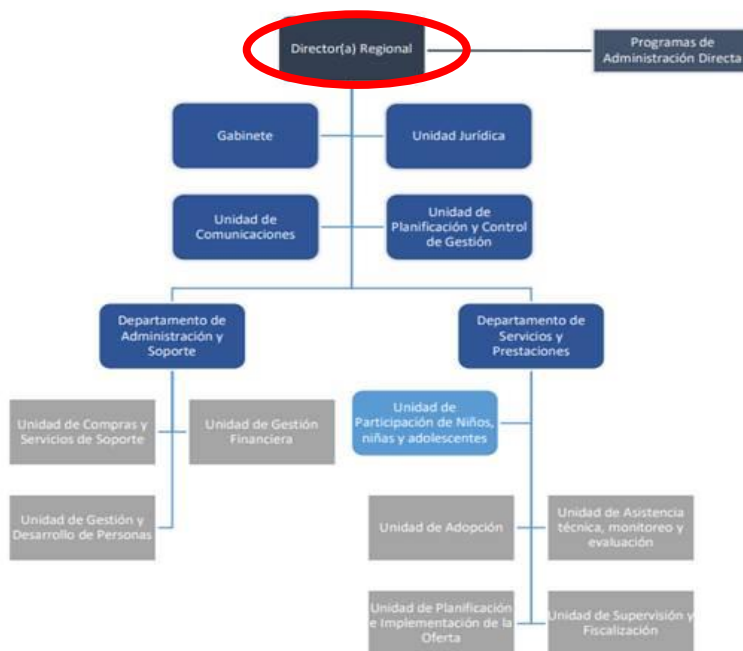 Director(a) Regional
Programas de
Administración Directa
Gabinete
Unidad Jurídica
Unidad de
Comunicaciones
Unidad de
Planificación y Control
de Gestión
Departamento de
Administración y
Soporte
Departamento de
Servicios y
Prestaciones
Unidad de Compras y
Servicios de Soporte
Unidad de Gestión
Financiera
Unidad de
Participación de Niños,
niñas y adolescentes
Unidad de Gestión y
Desarrollo de Personas
Unidad de Adopción
Unidad de Asistencia
técnica, monitoreo y
evaluación
Unidad de Planificación
e Implementación de la
Oferta
Unidad de Supervisión y
Fiscalización